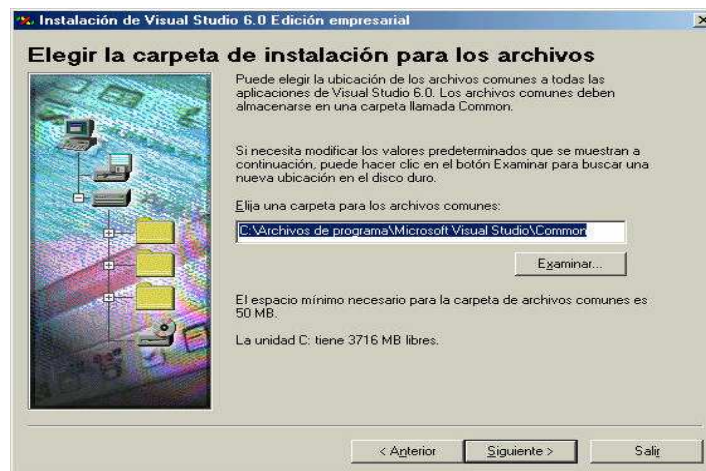 Instalación de Visual Studio 6.0 Edición empresarial
Elegir la carpeta de instalación para los archivos
Puede elegir la ubicación de los archivos comunes a todas las
aplicaciones de Visual Studio 6.0. Los archivos comunes deben
almacenarse en una carpeta llamada Common.
Si necesita modificar los valores predeterminados que se muestran a
continuación, puede hacer clic en el botón Examinar para buscar una
nueva ubicación en el disco duro.
Elija una carpeta para los archivos comunes:
C:\Archivos de programa\Microsoft Visual Studio\Common
Examinar...
El espacio mínimo necesario para la carpeta de archivos comunes es
50 MB.
La unidad C: tiene 3716 MB libres.
< Anterior
Siguiente >
Salir